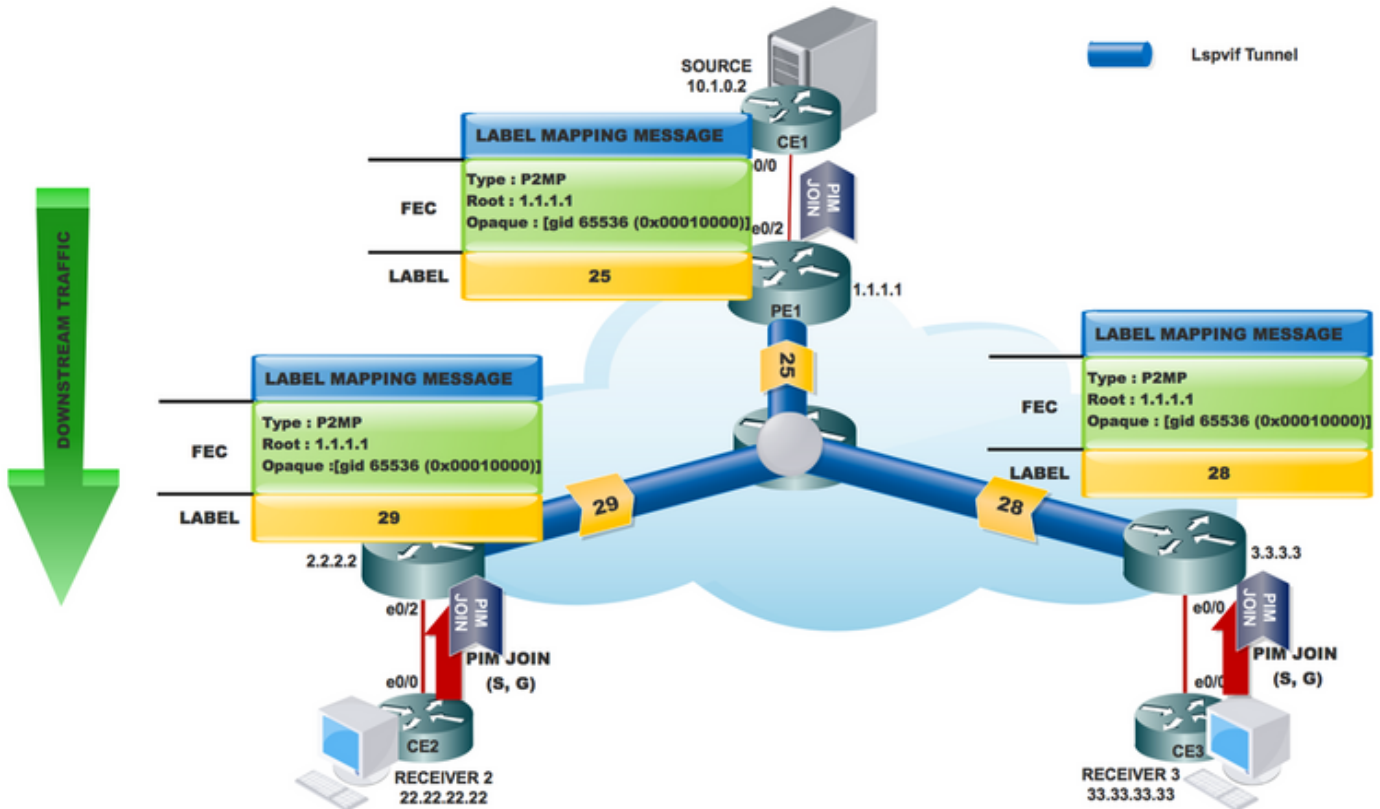 Lspvif Tunnel
SOURCE
10.1.0.2
CE1
0/0
PIM
JOIN
e0/2
LABEL MAPPING MESSAGE
FEC
Type : P2MP
Root : 1.1.1.1
Opaque : [gid 65536 (0x00010000)]
LABEL
25
PE1
1.1.1.1
25
DOWNSTREAM TRAFFIC
LABEL MAPPING MESSAGE
FEC
Type : P2MP
Root : 1.1.1.1
Opaque :[gid 65536 (0x00010000)]
LABEL
29
29
LABEL MAPPING MESSAGE
FEC
Type : P2MP
Root : 1.1.1.1
Opaque : [gid 65536 (0x00010000)]
LABEL
28
28
2.2.2.2
e0/2
PIM
JOIN
PIM JOIN
(S, G)
e0/0
CE2
RECEIVER 2
22.22.22.22
3.3.3.3
e0/0
PIM
JOIN
PIM JOIN
(S, G)
e0/0
CE3
RECEIVER 3
33.33.33.33